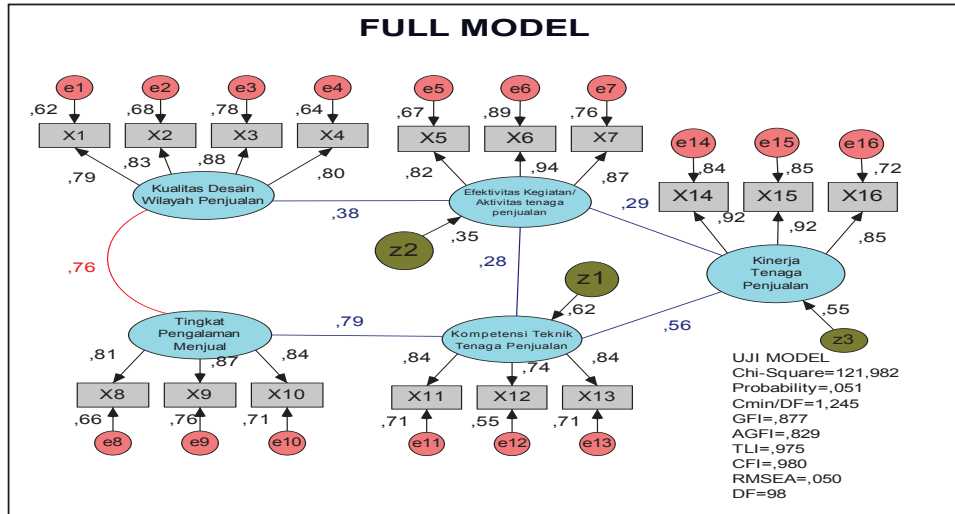 FULL MODEL
e1
e2
e3
e4
e5
e6
e7
,62
,68
,78
,64
,67
,89
,76
X1
X2
X3
X4
X5
X6
X7
e14
e15
e16
,84
,85
,72
X14
X15
X16
,79
,83
,88
,80
,82
,94
,87
,92
,92
,85
Kualitas Desain
Wilayah Penjualan
Efektivitas Kegiatan/
Aktivitas tenaga
penjualan
,38
,29
z2
,35
,28
z1
,62
Kinerja
Tenaga
Penjualan
,76
,55
z3
Tingkat
Pengalaman
Menjual
,79
Kompetensi Teknik
Tenaga Penjualan
,56
,81
,87
,84
,84
,74
,84
X8
X9
X10
X11
X12
X13
,66
,76
,71
,71
,55
,71
e8
e9
e10
e11
e12
e13
UJI MODEL
Chi-Square=121,982
Probability=,051
Cmin/DF=1,245
GFI=,877
AGFI=,829
TLI=,975
CFI=,980
RMSEA=,050
DF=98